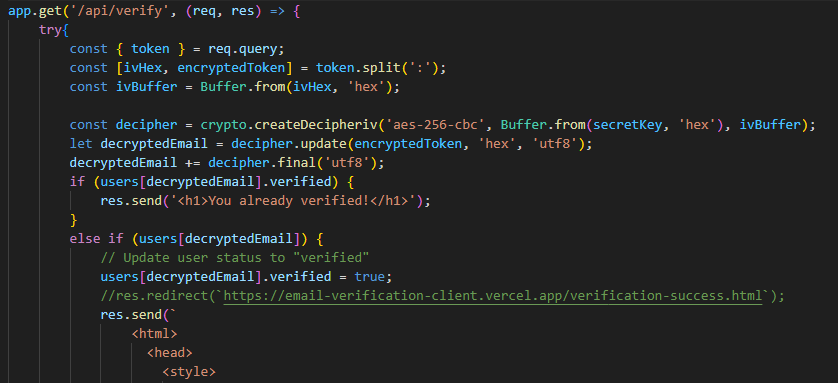 app.get('/api/verify', (req, res) => {
try{
const { token } = req.query;
const [ivHex, encryptedToken] = token.split(':');
const ivBuffer = Buffer.from(ivHex, 'hex');
const decipher = crypto.createDecipheriv('aes-256-cbc', Buffer.from(secretKey, 'hex'), ivBuffer);
let decryptedEmail = decipher.update(encryptedToken, 'hex', 'utf8');
decryptedEmail += decipher.final('utf8');
if (users[decryptedEmail].verified) {
res.send('<h1>You already verified!</h1>');
}
else if (users[decryptedEmail]) {
// Update user status to "verified"
users[decryptedEmail].verified = true;
//res.redirect(`https://email-verification-client.vercel.app/verification-success.html`);
res.send(`
<html>
<head>
<style>